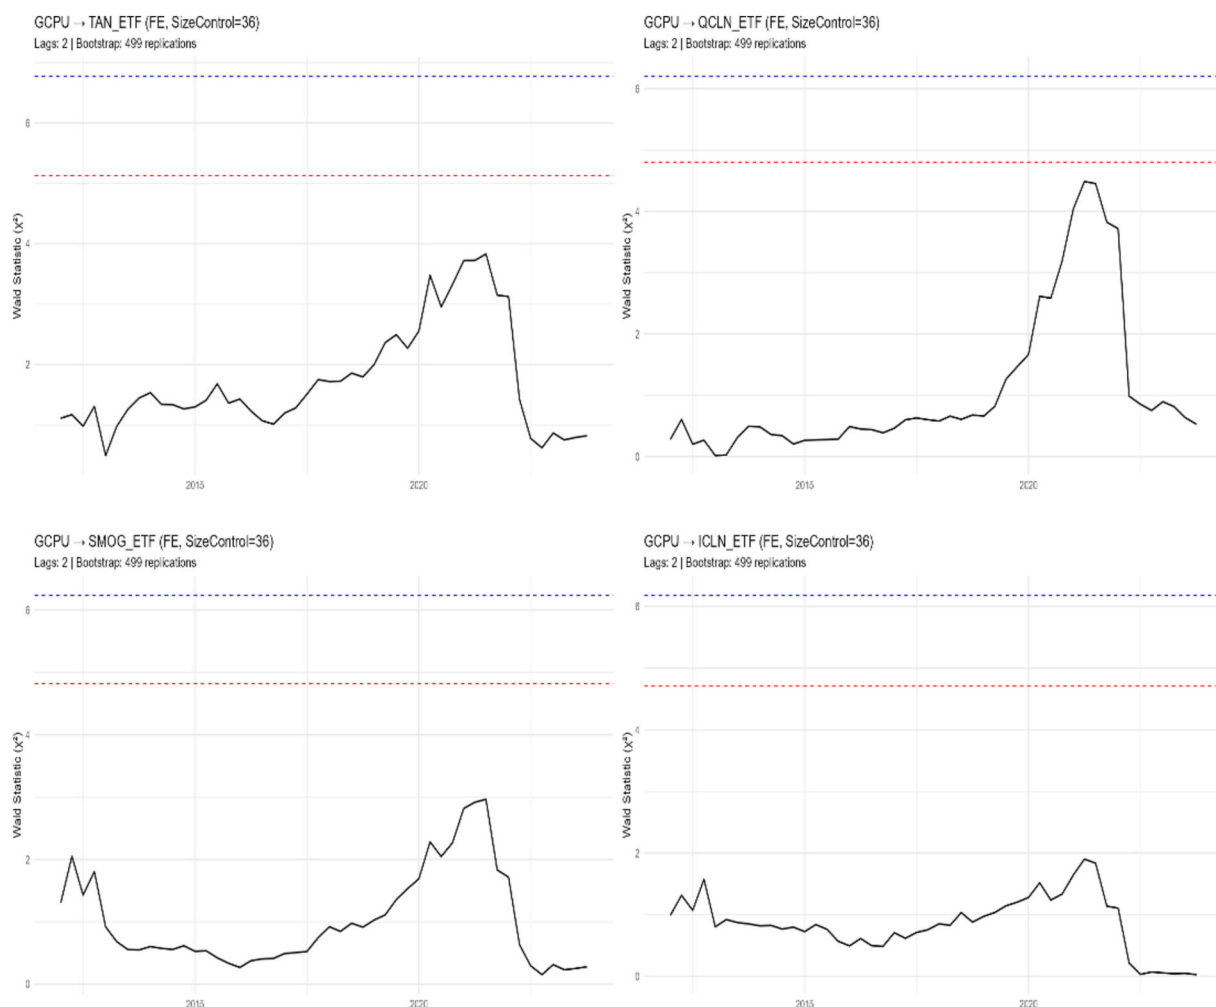 GCPU → TAN_ETF (FE, SizeControl=36)
Lags: 2 | Bootstrap: 499 replications
Wald Statistic (χ²)
6
4
2
2015
2020
GCPU → QCLN_ETF (FE, SizeControl=36)
Lags: 2 | Bootstrap: 499 replications
Wald Statistic (χ²)
6
4
2
0
2015
2020
GCPU → SMOG_ETF (FE, SizeControl=36)
Lags: 2 | Bootstrap: 499 replications
Wald Statistic (χ²)
6
4
2
0
2015
2020
GCPU → ICLN_ETF (FE, SizeControl=36)
Lags: 2 | Bootstrap: 499 replications
Wald Statistic (χ²)
6
4
2
0
2015
2020